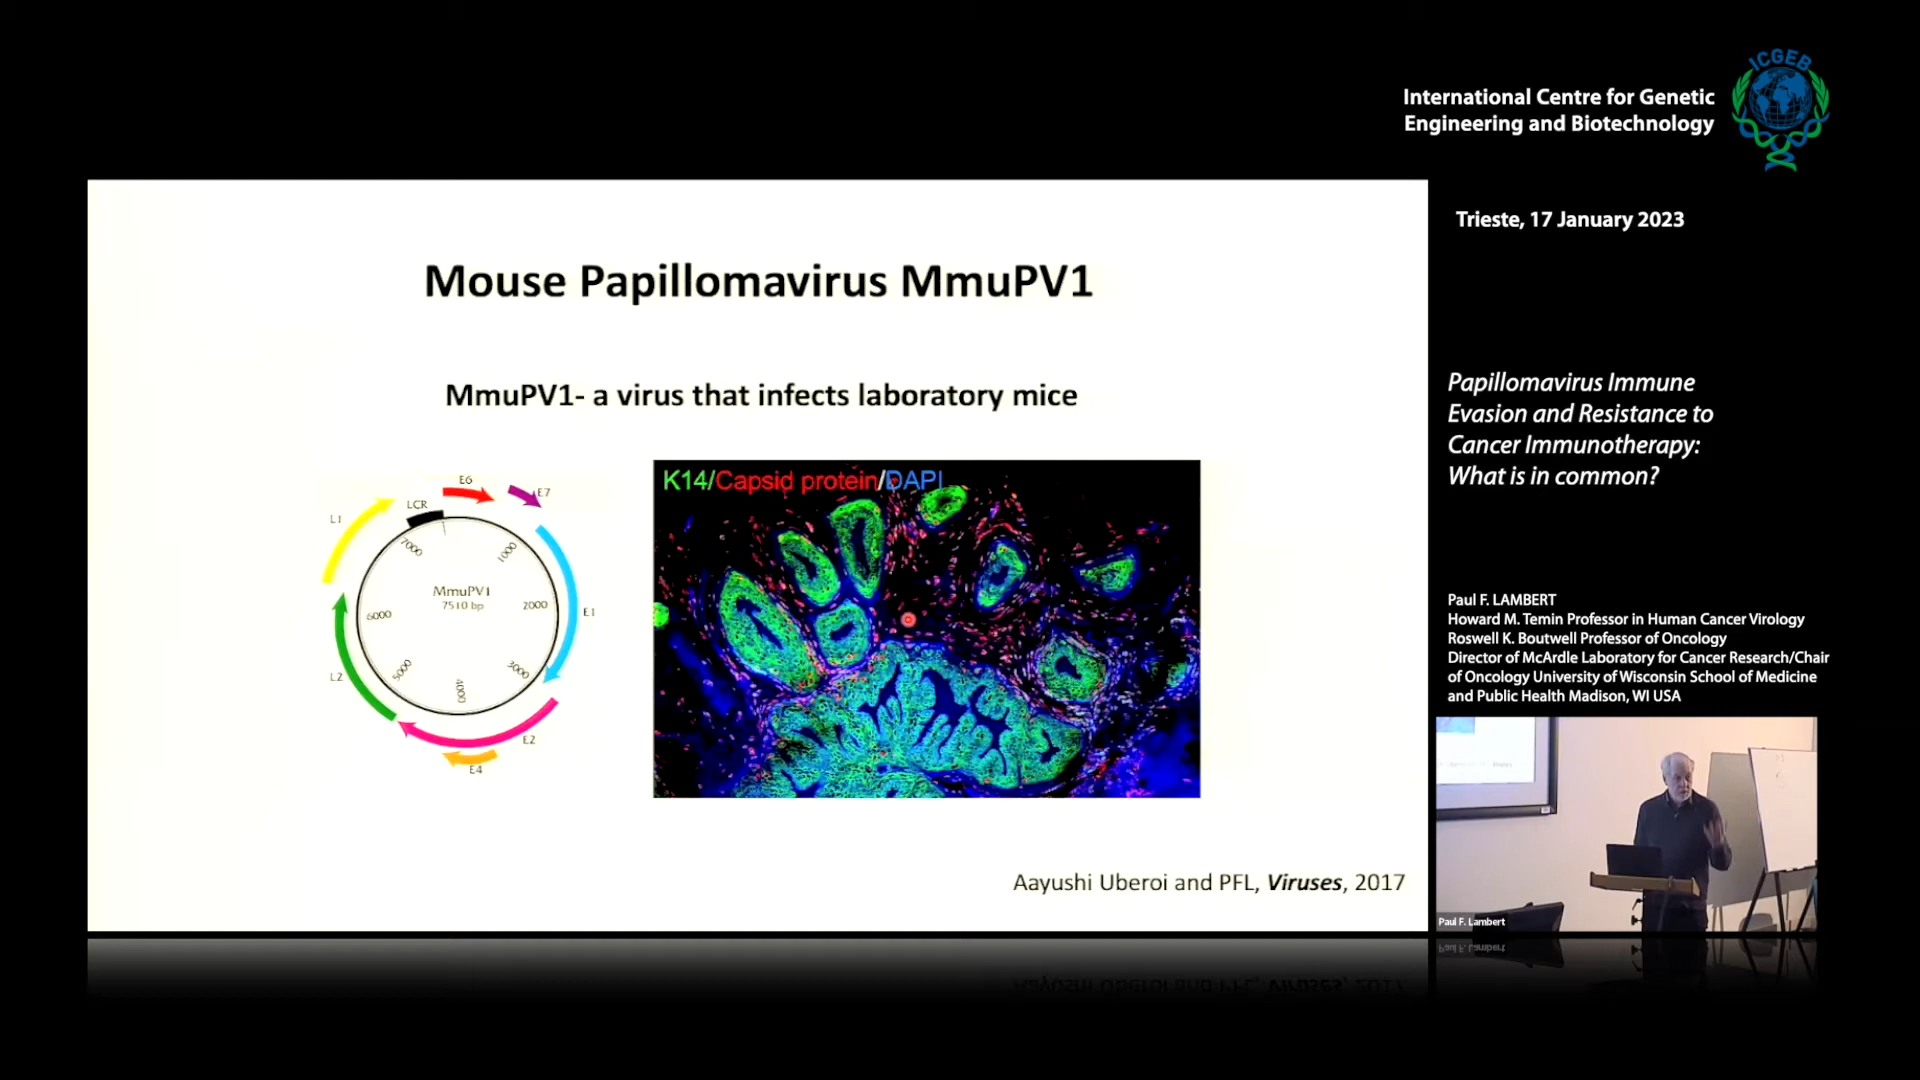 ICGEB
International Centre for Genetic
Engineering and Biotechnology
Trieste, 17 January 2023
Mouse Papillomavirus MmuPV1
MmuPV1- a virus that infects laboratory mice
E6
E7
LCR
L1
7000
1000
MmuPV1
7510 bp
6000
2000
E1
5000
3000
4000
L2
E2
E4
K14/Capsid protein/DAPI
Aayushi Uberoi and PFL, Viruses, 2017
Papillomavirus Immune
Evasion and Resistance to
Cancer Immunotherapy:
What is in common?
Paul F. LAMBERT
Howard M. Temin Professor in Human Cancer Virology
Roswell K. Boutwell Professor of Oncology
Director of McArdle Laboratory for Cancer Research/Chair
of Oncology University of Wisconsin School of Medicine
and Public Health Madison, WI USA
Paul F. Lambert